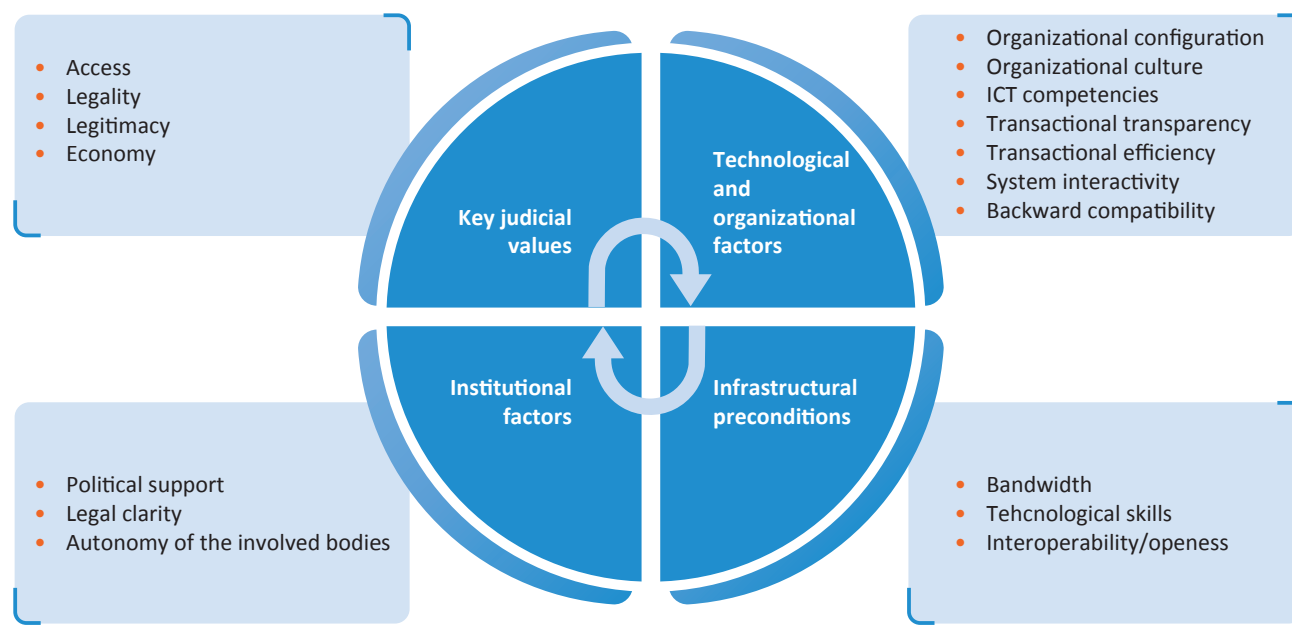 Access
Legality
Legitimacy
Economy
Key judicial
values
Technological
and
organizational
factors
Organizational configuration
Organizational culture
ICT competencies
Transactional transparency
Transactional efficiency
System interactivity
Backward compatibility
Institutional
factors
Infrastructural
preconditions
Political support
Legal clarity
Autonomy of the involved bodies
Bandwidth
Tehcnological skills
Interoperability/openess